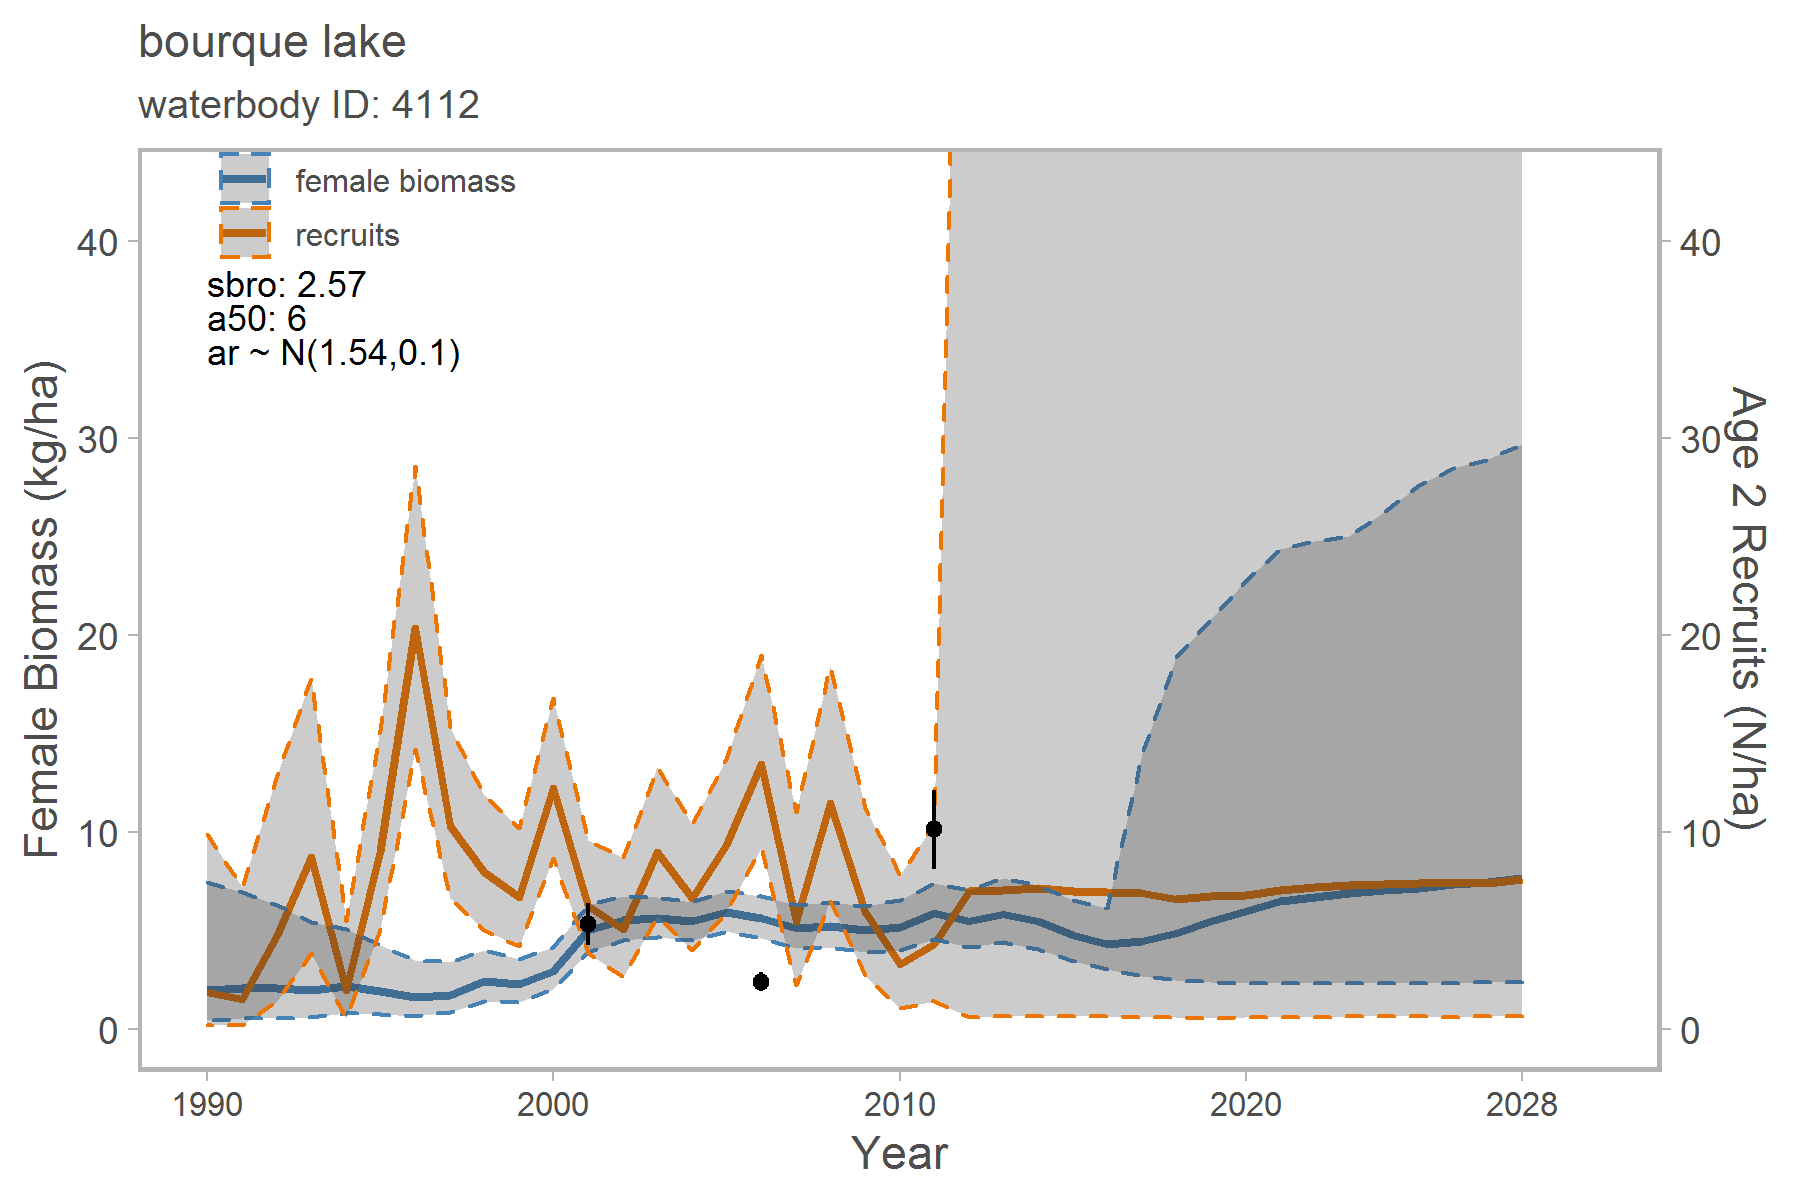 bourque lake
waterbody ID: 4112
female biomass
recruits
sbro: 2.57
a50: 6
ar ~ N(1.54,0.1)
Female Biomass (kg/ha)
40
30
20
10
0
40
30
20
10
0
Age 2 Recruits (N/ha)
1990
2000
2010
2020
2028
Year